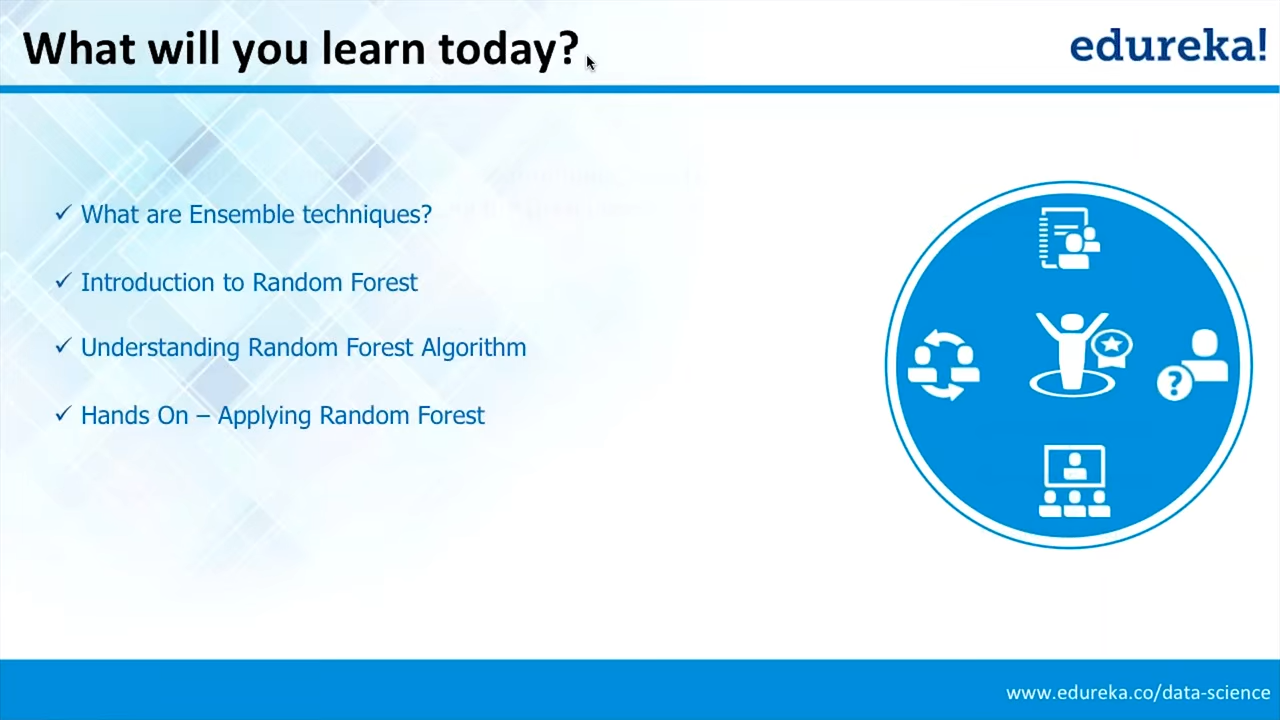 What will you learn today?
edureka!
✓ What are Ensemble techniques?
✓ Introduction to Random Forest
✓ Understanding Random Forest Algorithm
✓ Hands On – Applying Random Forest
?
www.edureka.co/data-science